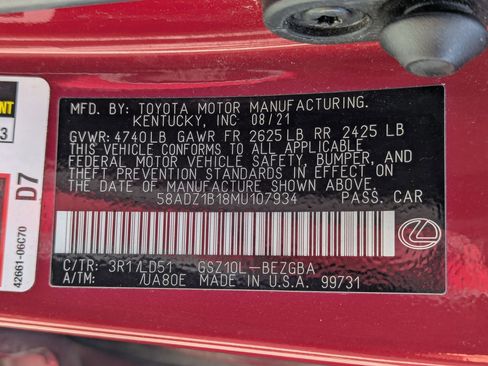 MFD. BY: TOYOTA MOTOR MANUFACTURING.
KENTUCKY, INC 08/21
GVWR: 4740LB GAWR FR 2625LB RR 2425 LB
THIS VEHICLE CONFORMS TO ALL APPLICABLE
FEDERAL MOTOR VEHICLE SAFETY, BUMPER, AND
THEFT PREVENTION STANDARDS IN EFFECT ON
THE DATE OF MANUFACTURE SHOWN ABOVE.
58ADZ1B18MU107934 PASS. CAR
C/TR: 3R1/LD51 GSZ10L-BEZGBA
A/TM: /UA80E MADE IN U.S.A. 99731
D7
42661-06C70